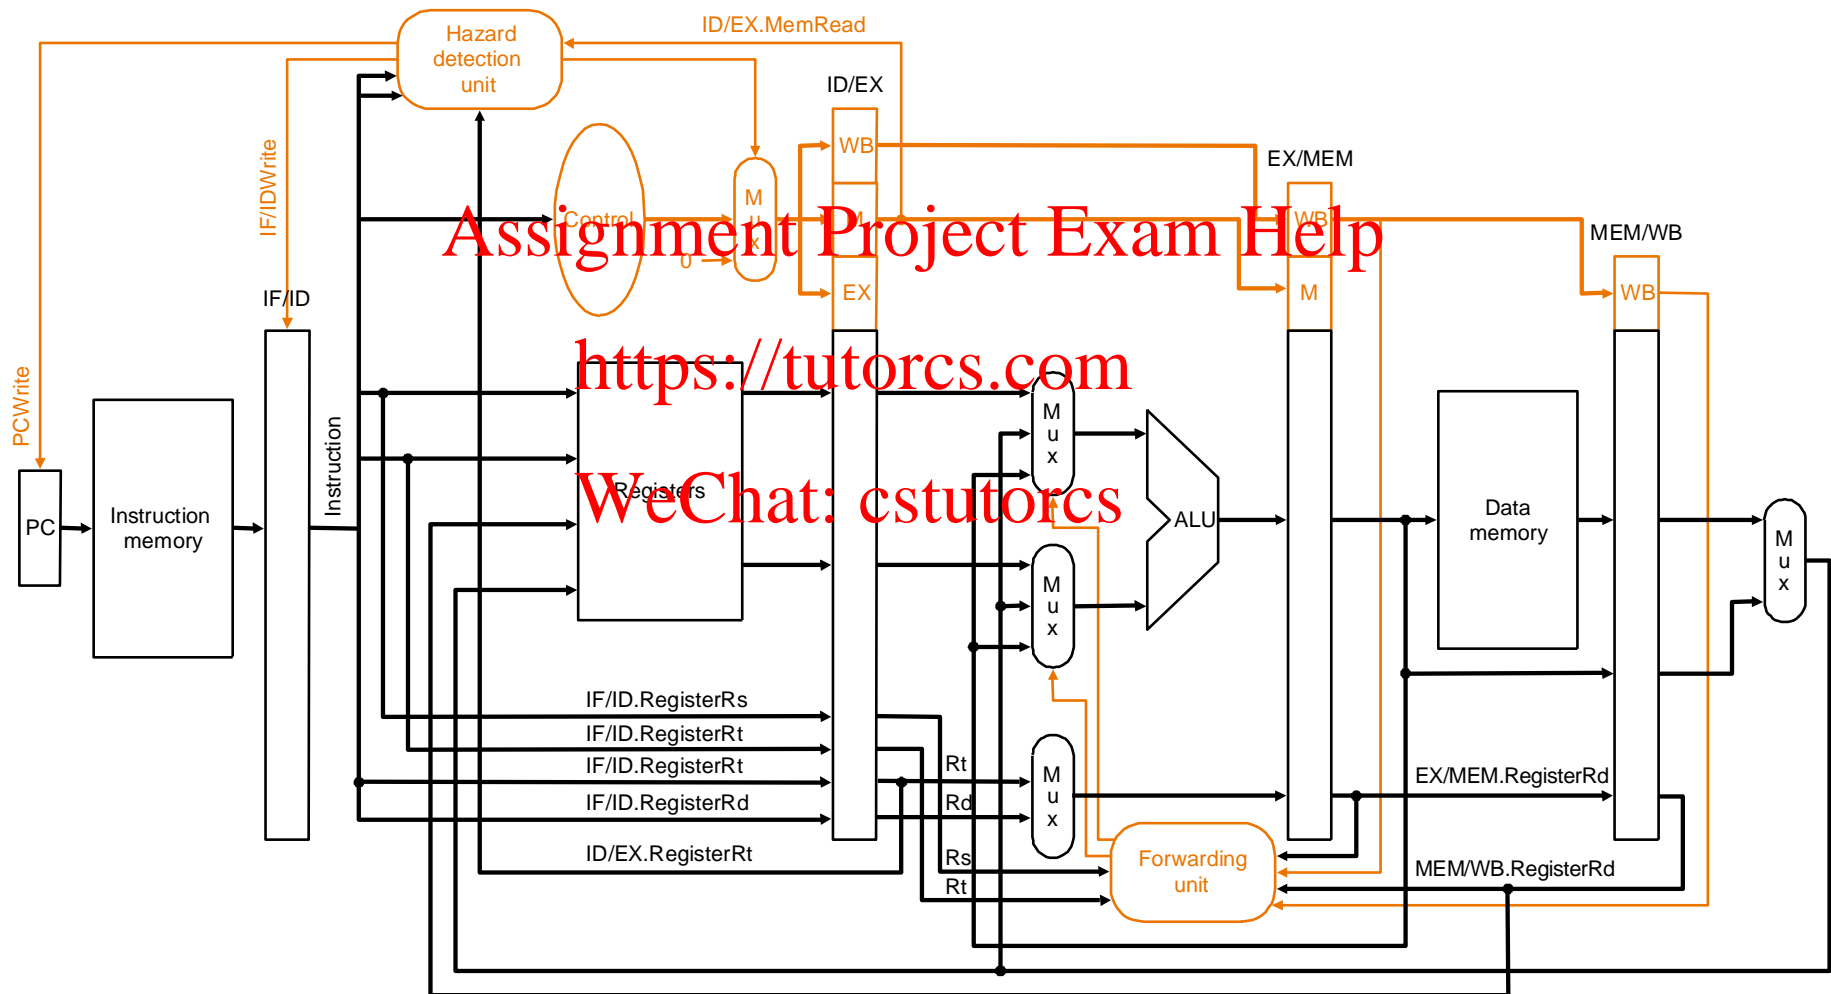 Hazard
detection
unit
ID/EX.MemRead
ID/EX
IF/IDWrite
PCWrite
WB
M
EX
EX/MEM
WB
M
MEM/WB
WB
Control
M
u
x
0
Assignment Project Exam Help
IF/ID
https://tutorcs.com
WeChat: cstutorcs
PC
Instruction
memory
Instruction
Registers
M
u
x
M
u
x
ALU
Data
memory
M
u
x
IF/ID.RegisterRs
IF/ID.RegisterRt
IF/ID.RegisterRt
IF/ID.RegisterRd
ID/EX.RegisterRt
Rt
Rd
Rs
Rt
M
u
x
EX/MEM.RegisterRd
Forwarding
unit
MEM/WB.RegisterRd